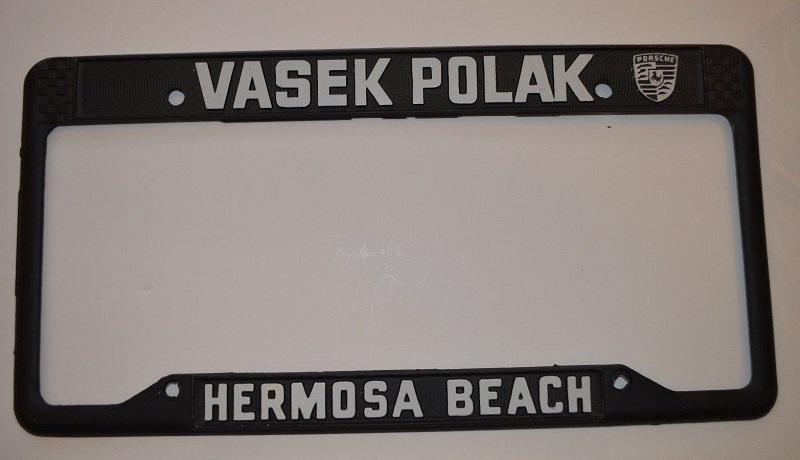 VASEK POLAK
PORSCHE
HERMOSA BEACH